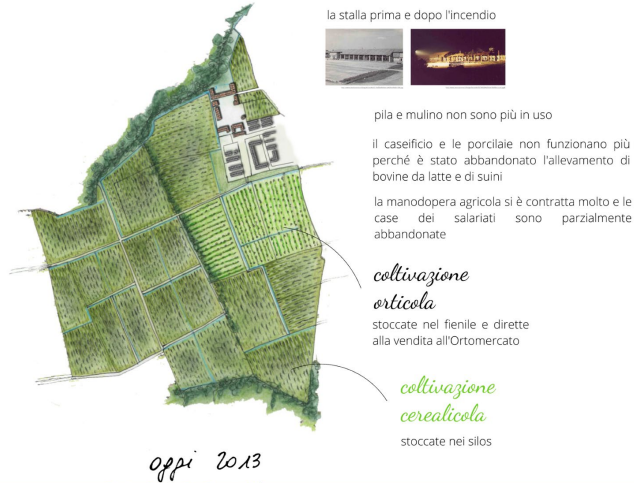 la stalla prima e dopo l'incendio
pila e mulino non sono più in uso
il caseificio e le porcilaie non funzionano più
perché è stato abbandonato l'allevamento di
bovine da latte e di suini
la manodopera agricola si è contratta molto e le
case dei salariati sono parzialmente
abbandonate
coltivazione
orticola
stoccate nel fienile e dirette
alla vendita all'Ortomercato
coltivazione
cerealicola
stoccate nei silos
oggi 2013